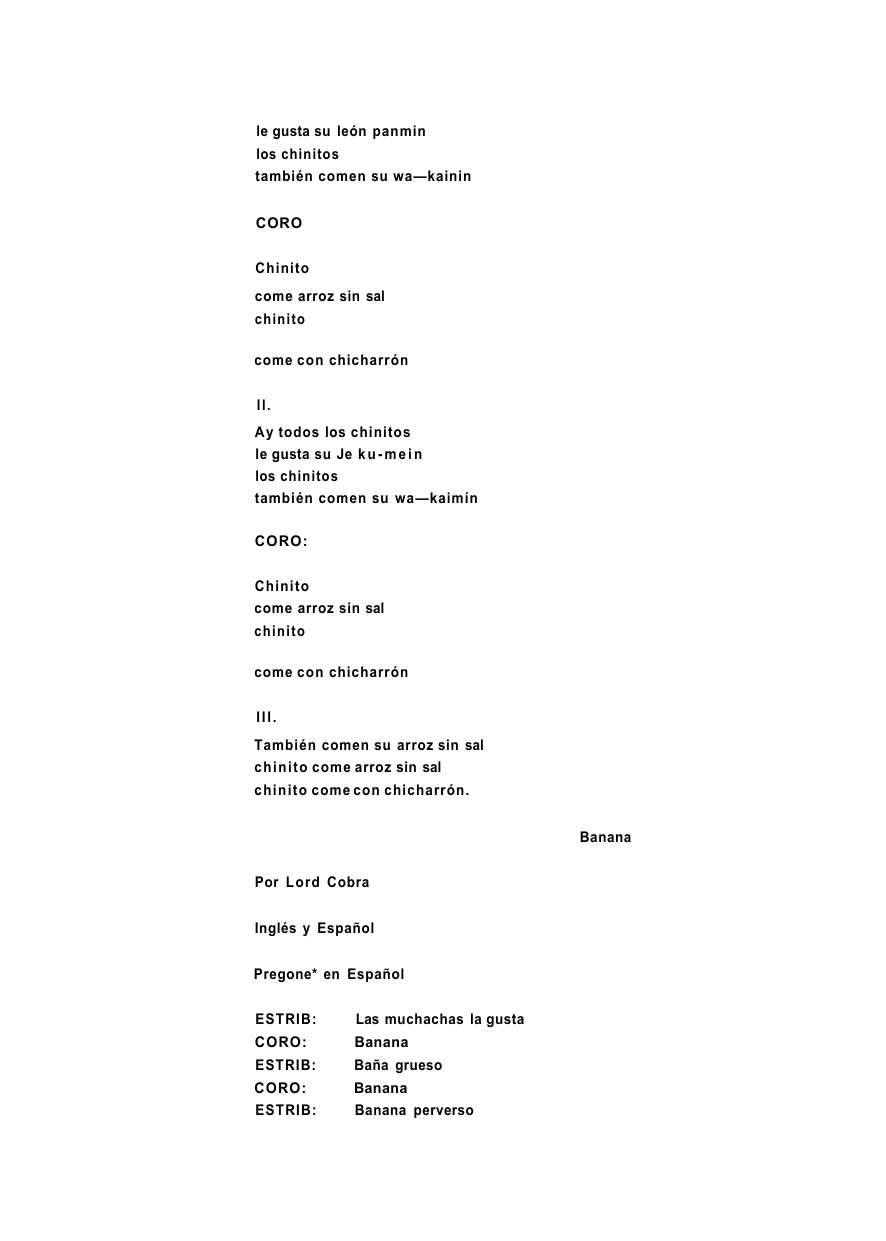 le gusta su león panmin
los chinitos
también comen su wa—kainin
CORO
Chinito
come arroz sin sal
chinito
come con chicharrón
II.
Ay todos los chinitos
le gusta su Je ku-mein
los chinitos
también comen su wa—kaimín
CORO:
Chinito
come arroz sin sal
chinito
come con chicharrón
III.
También comen su arroz sin sal
chinito come arroz sin sal
chinito come con chicharrón.
Banana
Por Lord Cobra
Inglés y Español
Pregone* en Español
ESTRIB: Las muchachas la gusta
CORO: Banana
ESTRIB: Baña grueso
CORO: Banana
ESTRIB: Banana perverso